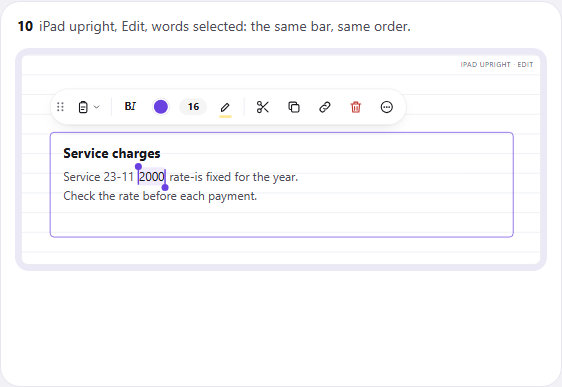 10 iPad upright, Edit, words selected: the same bar, same order.
IPAD UPRIGHT · EDIT
BI 16
Service charges
Service 23-11 2000 rate-is fixed for the year.
Check the rate before each payment.